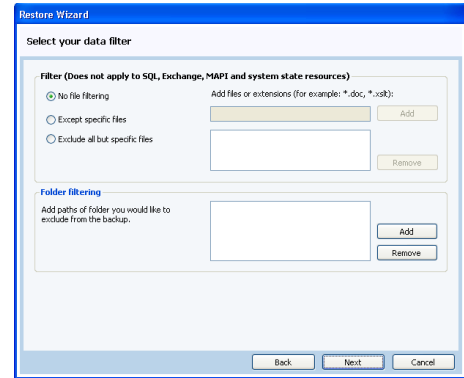 Restore Wizard
Select your data filter
Filter (Does not apply to SQL, Exchange, MAPI and system state resources)
No file filtering
Add files or extensions (for example: *.doc, *.xslt):
Add
Except specific files
Exclude all but specific files
Remove
Folder filtering
Add paths of folder you would like to
exclude from the backup.
Add
Remove
Back
Next
Cancel